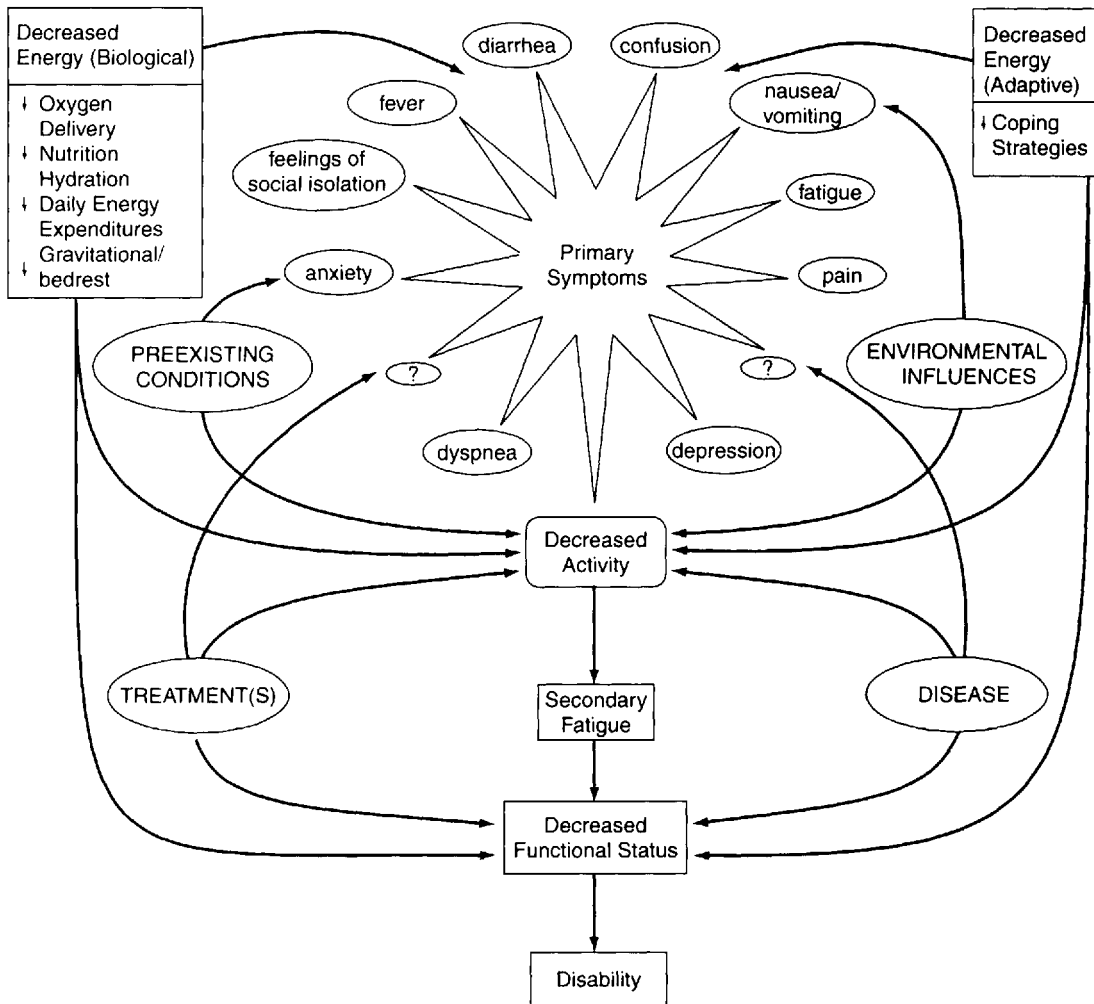 Decreased
Energy (Biological)
↓ Oxygen
Delivery
↓ Nutrition
Hydration
↓ Daily Energy
Expenditures
Gravitational/
↓ bedrest
diarrhea
confusion
Decreased
Energy
(Adaptive)
↓ Coping
Strategies
fever
nausea/
vomiting
feelings of
social isolation
fatigue
Primary
Symptoms
anxiety
pain
PREEXISTING
CONDITIONS
?
?
ENVIRONMENTAL
INFLUENCES
dyspnea
depression
Decreased
Activity
TREATMENT(S)
Secondary
Fatigue
DISEASE
Decreased
Functional Status
Disability